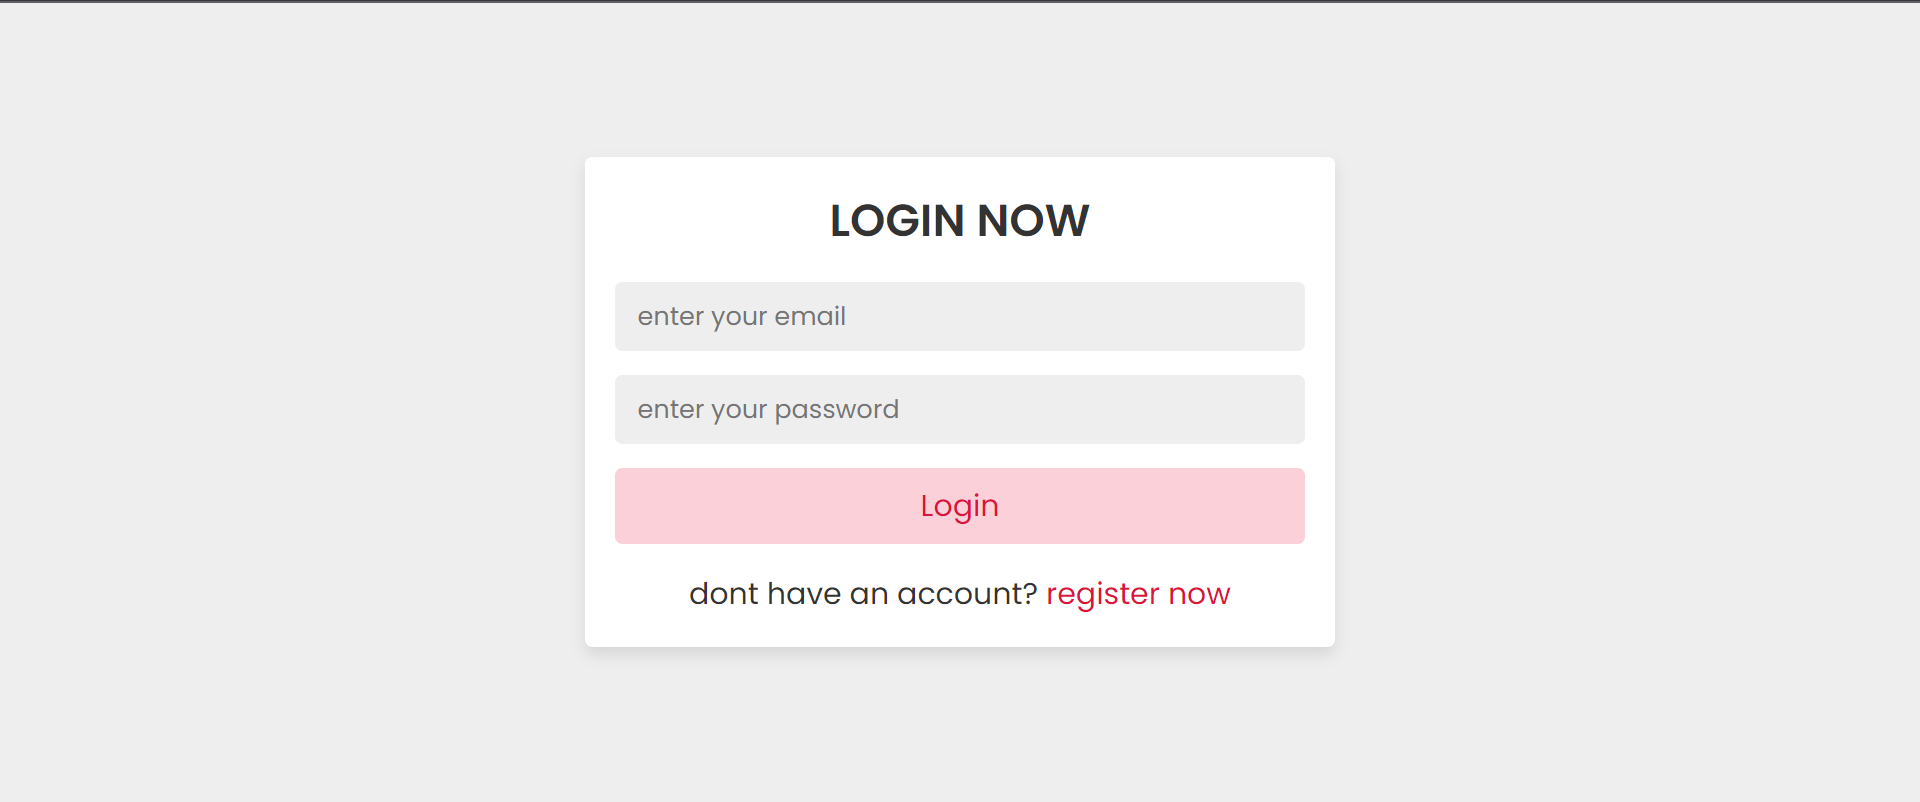 LOGIN NOW
enter your email
enter your password
Login
dont have an account? register now